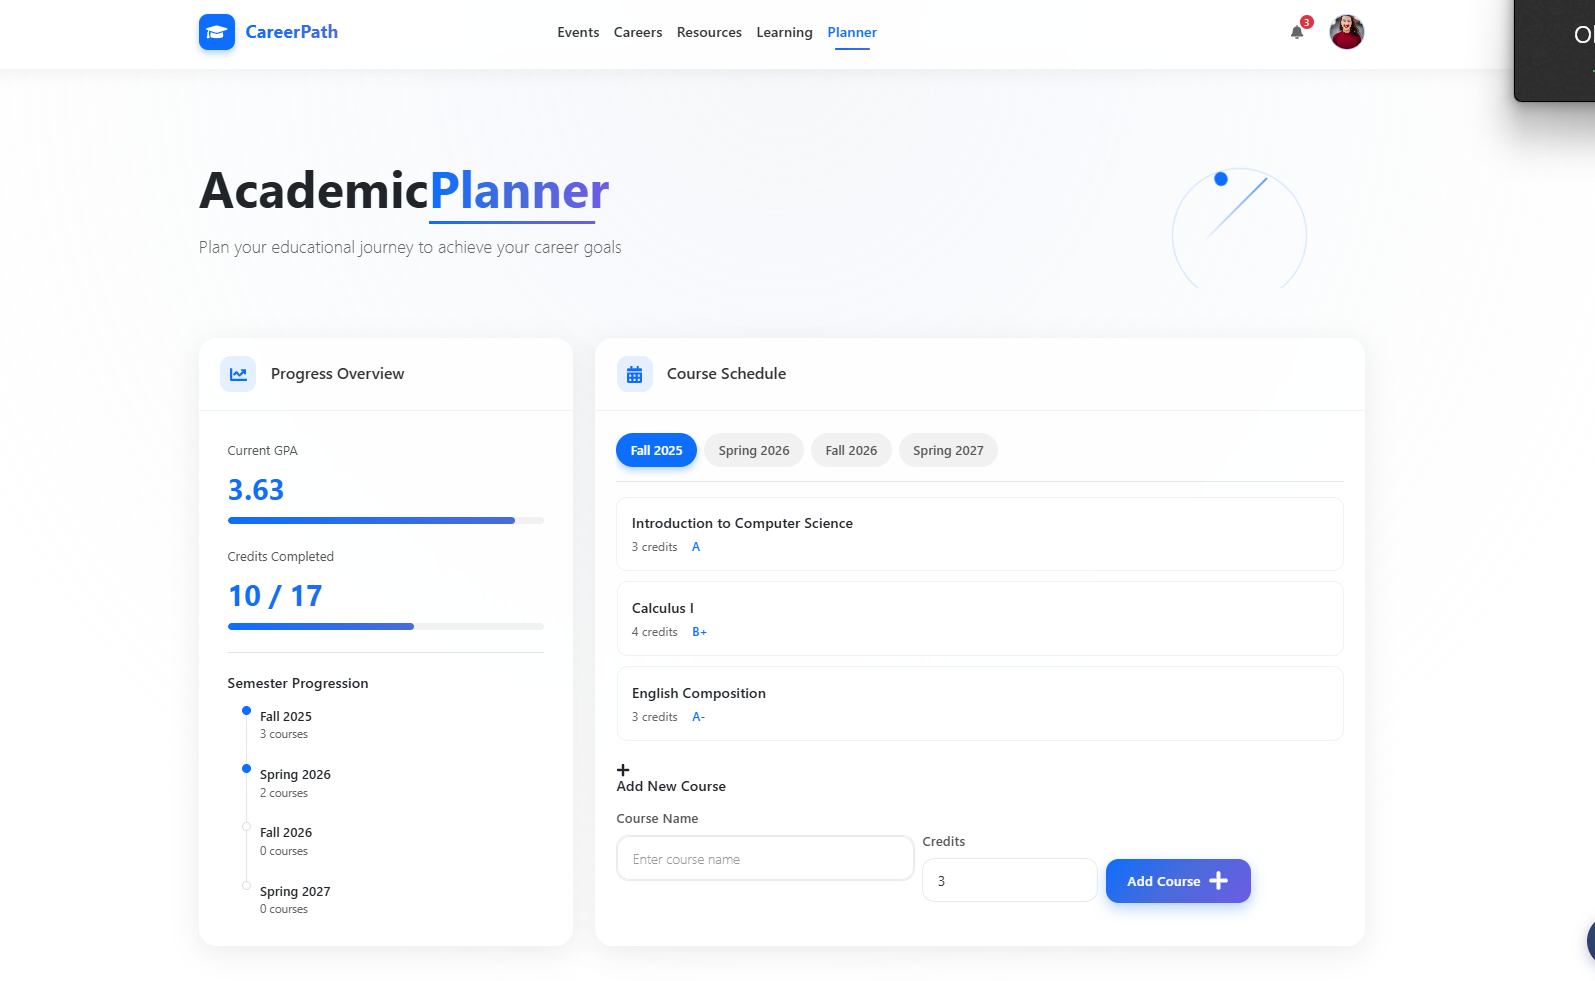 CareerPath
Events Careers Resources Learning Planner
3
AcademicPlanner
Plan your educational journey to achieve your career goals
Progress Overview
Current GPA
3.63
Credits Completed
10 / 17
Semester Progression
Fall 2025
3 courses
Spring 2026
2 courses
Fall 2026
0 courses
Spring 2027
0 courses
Course Schedule
Fall 2025 Spring 2026 Fall 2026 Spring 2027
Introduction to Computer Science
3 credits A
Calculus I
4 credits B+
English Composition
3 credits A-
Add New Course
Course Name
Enter course name
Credits
3
Add Course